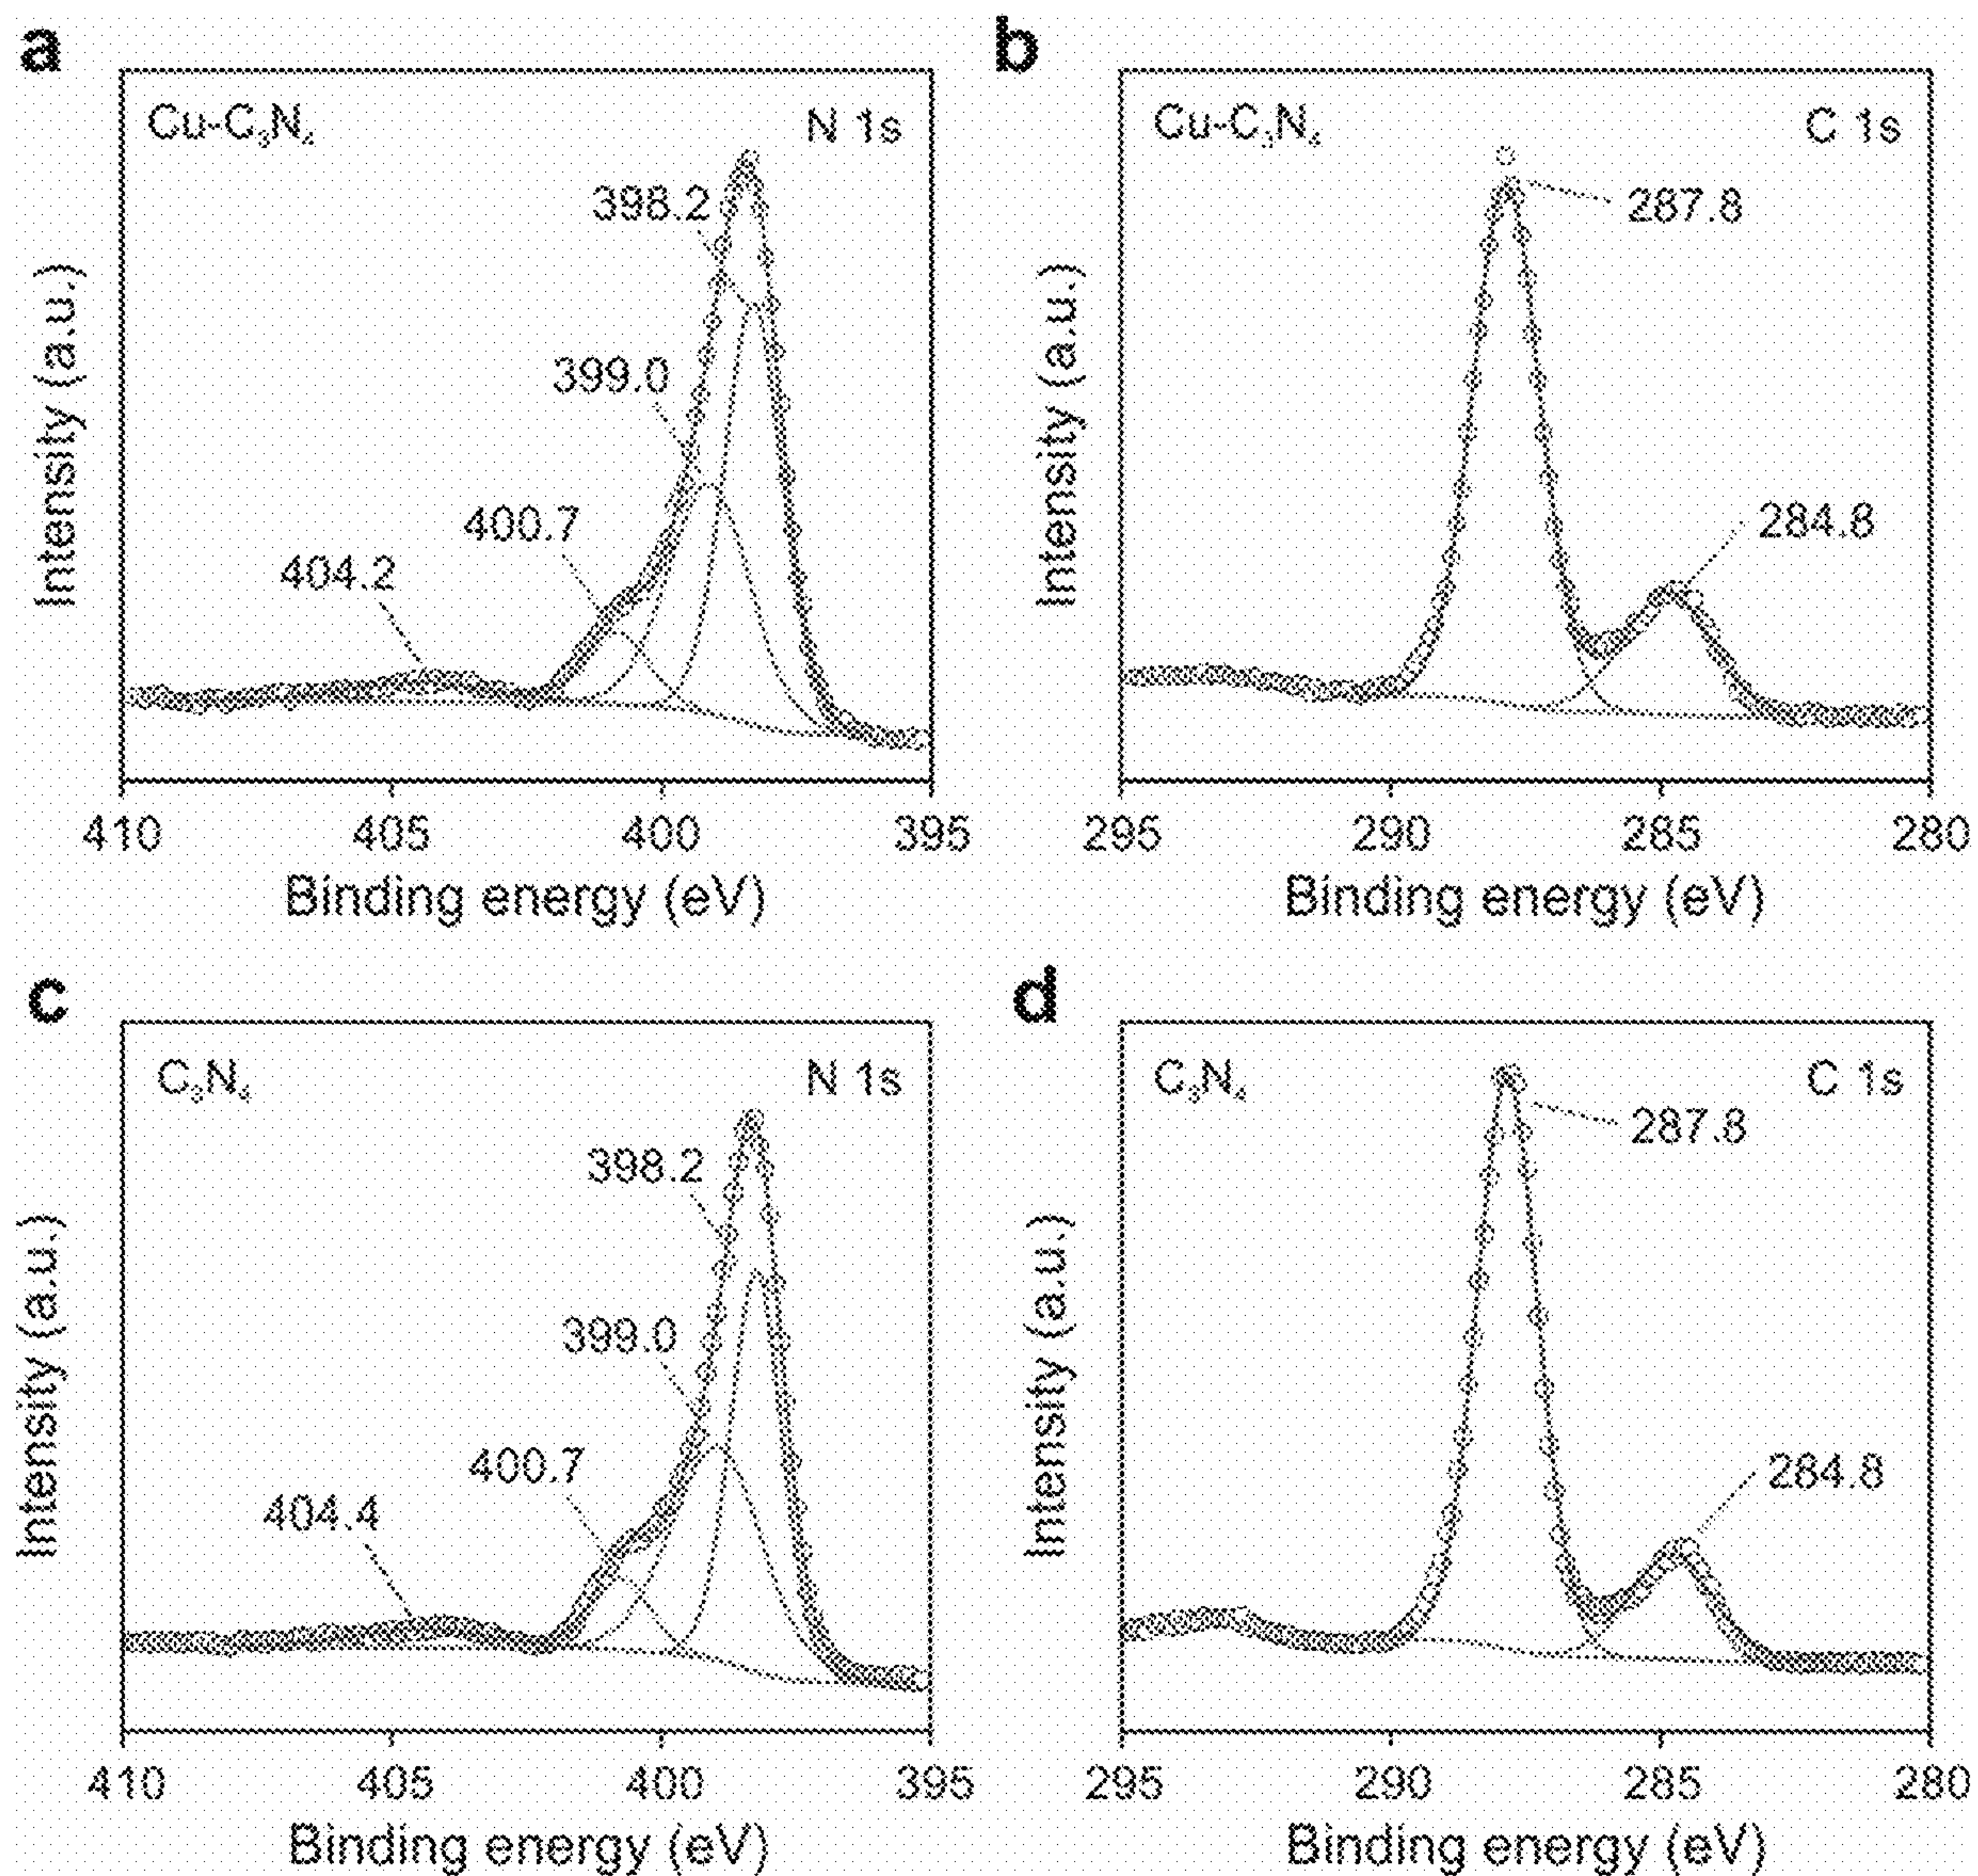 a
Cu-C₃N₄ N 1s
398.2
399.0
400.7
404.2
Intensity (a.u.)
410 405 400 395
Binding energy (eV)
b
Cu-C₃N₄ C 1s
287.8
284.8
Intensity (a.u.)
295 290 285 280
Binding energy (eV)
c
C₃N₄ N 1s
398.2
399.0
400.7
404.4
Intensity (a.u.)
410 405 400 395
Binding energy (eV)
d
C₃N₄ C 1s
287.8
284.8
Intensity (a.u.)
295 290 285 280
Binding energy (eV)